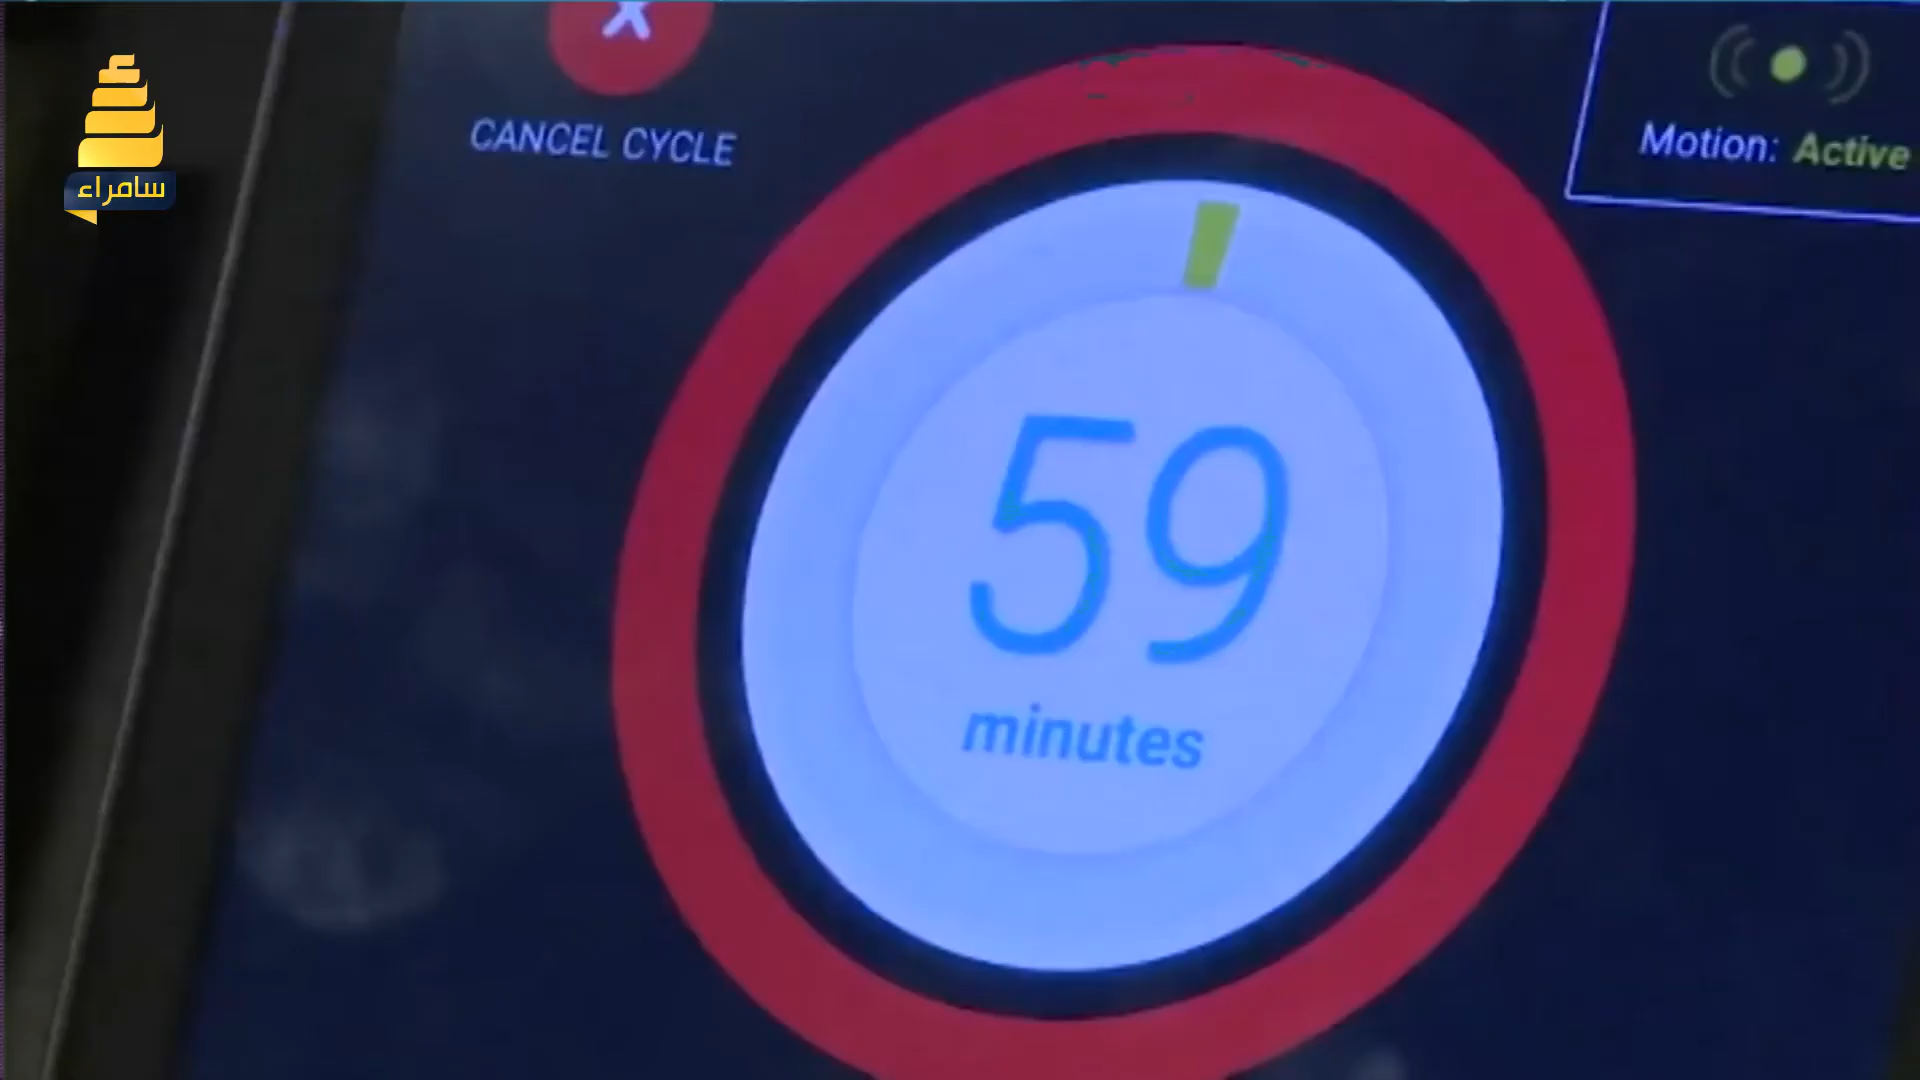 سامراء
CANCEL CYCLE
Motion: Active
59
minutes